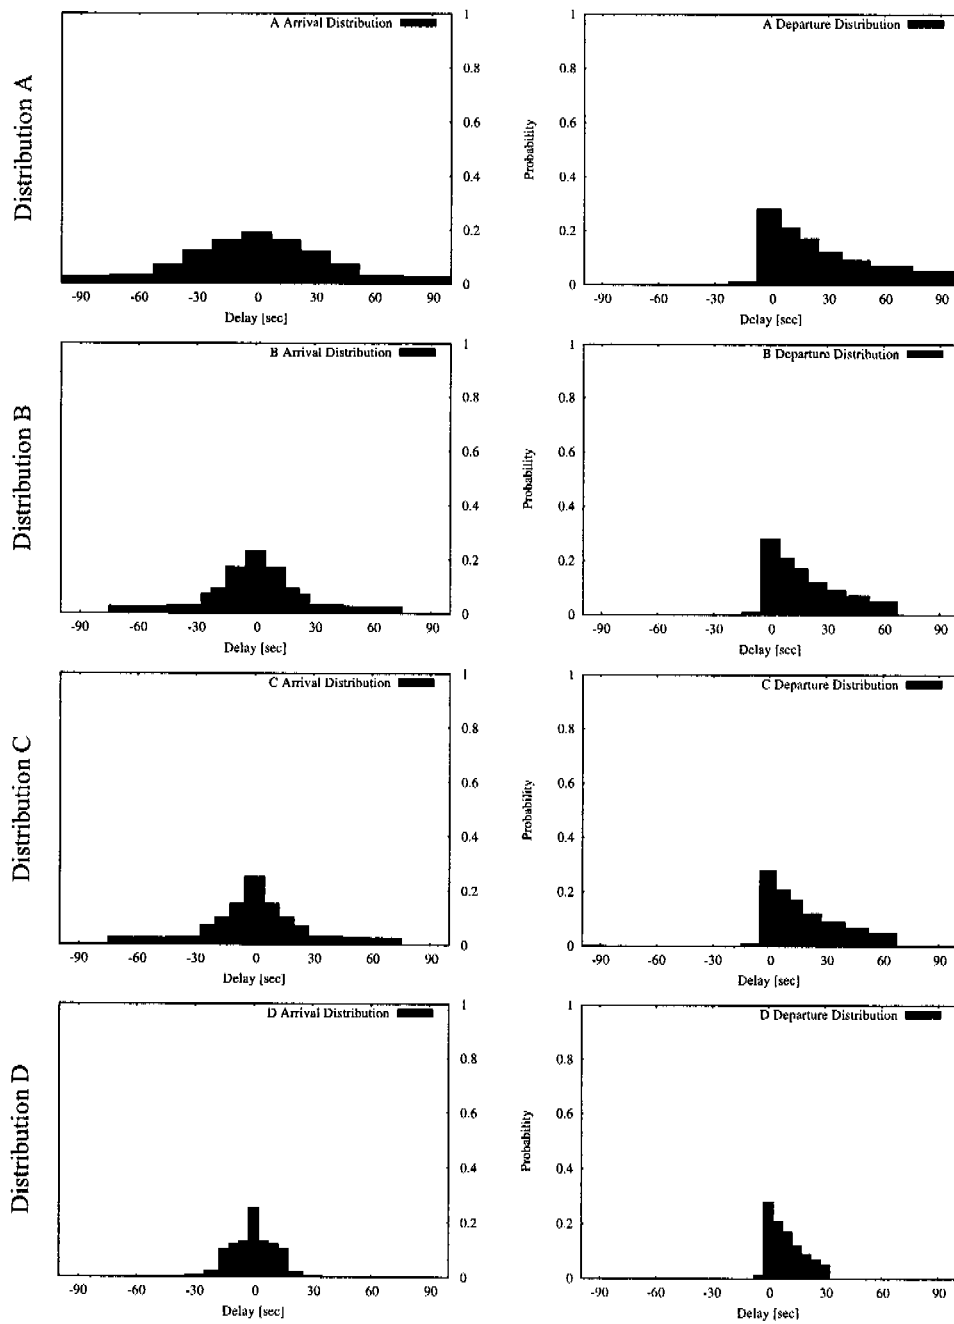 Distribution A
A Arrival Distribution
1
0.8
0.6
0.4
0.2
0
-90 -60 -30 0 30 60 90
Delay [sec]
A Departure Distribution
Probability
1
0.8
0.6
0.4
0.2
0
-90 -60 -30 0 30 60 90
Delay [sec]
Distribution B
B Arrival Distribution
1
0.8
0.6
0.4
0.2
0
-90 -60 -30 0 30 60 90
Delay [sec]
B Departure Distribution
Probability
1
0.8
0.6
0.4
0.2
0
-90 -60 -30 0 30 60 90
Delay [sec]
Distribution C
C Arrival Distribution
1
0.8
0.6
0.4
0.2
0
-90 -60 -30 0 30 60 90
Delay [sec]
C Departure Distribution
Probability
1
0.8
0.6
0.4
0.2
0
-90 -60 -30 0 30 60 90
Delay [sec]
Distribution D
D Arrival Distribution
1
0.8
0.6
0.4
0.2
0
-90 -60 -30 0 30 60 90
Delay [sec]
D Departure Distribution
Probability
1
0.8
0.6
0.4
0.2
0
-90 -60 -30 0 30 60 90
Delay [sec]